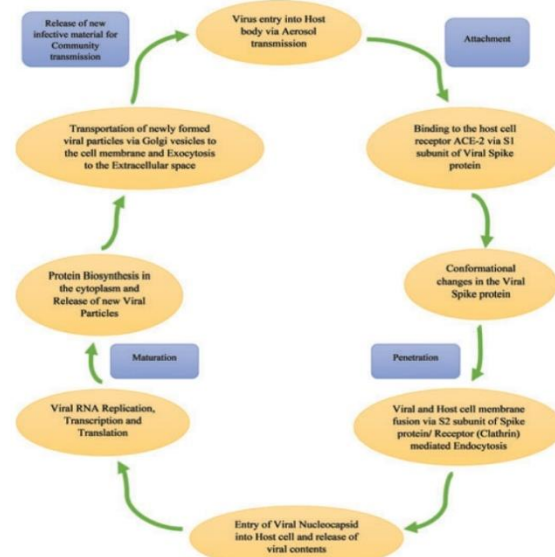 Release of new
infective material for
Community
transmission
Virus entry into Host
body via Aerosol
transmission
Attachment
Transportation of newly formed
viral particles via Golgi vesicles to
the cell membrane and Exocytosis
to the Extracellular space
Binding to the host cell
receptor ACE-2 via S1
subunit of Viral Spike
protein
Protein Biosynthesis in
the cytoplasm and
Release of new Viral
Particles
Conformational
changes in the Viral
Spike protein
Maturation
Penetration
Viral RNA Replication,
Transcription and
Translation
Viral and Host cell membrane
fusion via S2 subunit of Spike
protein/ Receptor (Clathrin)
mediated Endocytosis
Entry of Viral Nucleocapsid
into Host cell and release of
viral contents